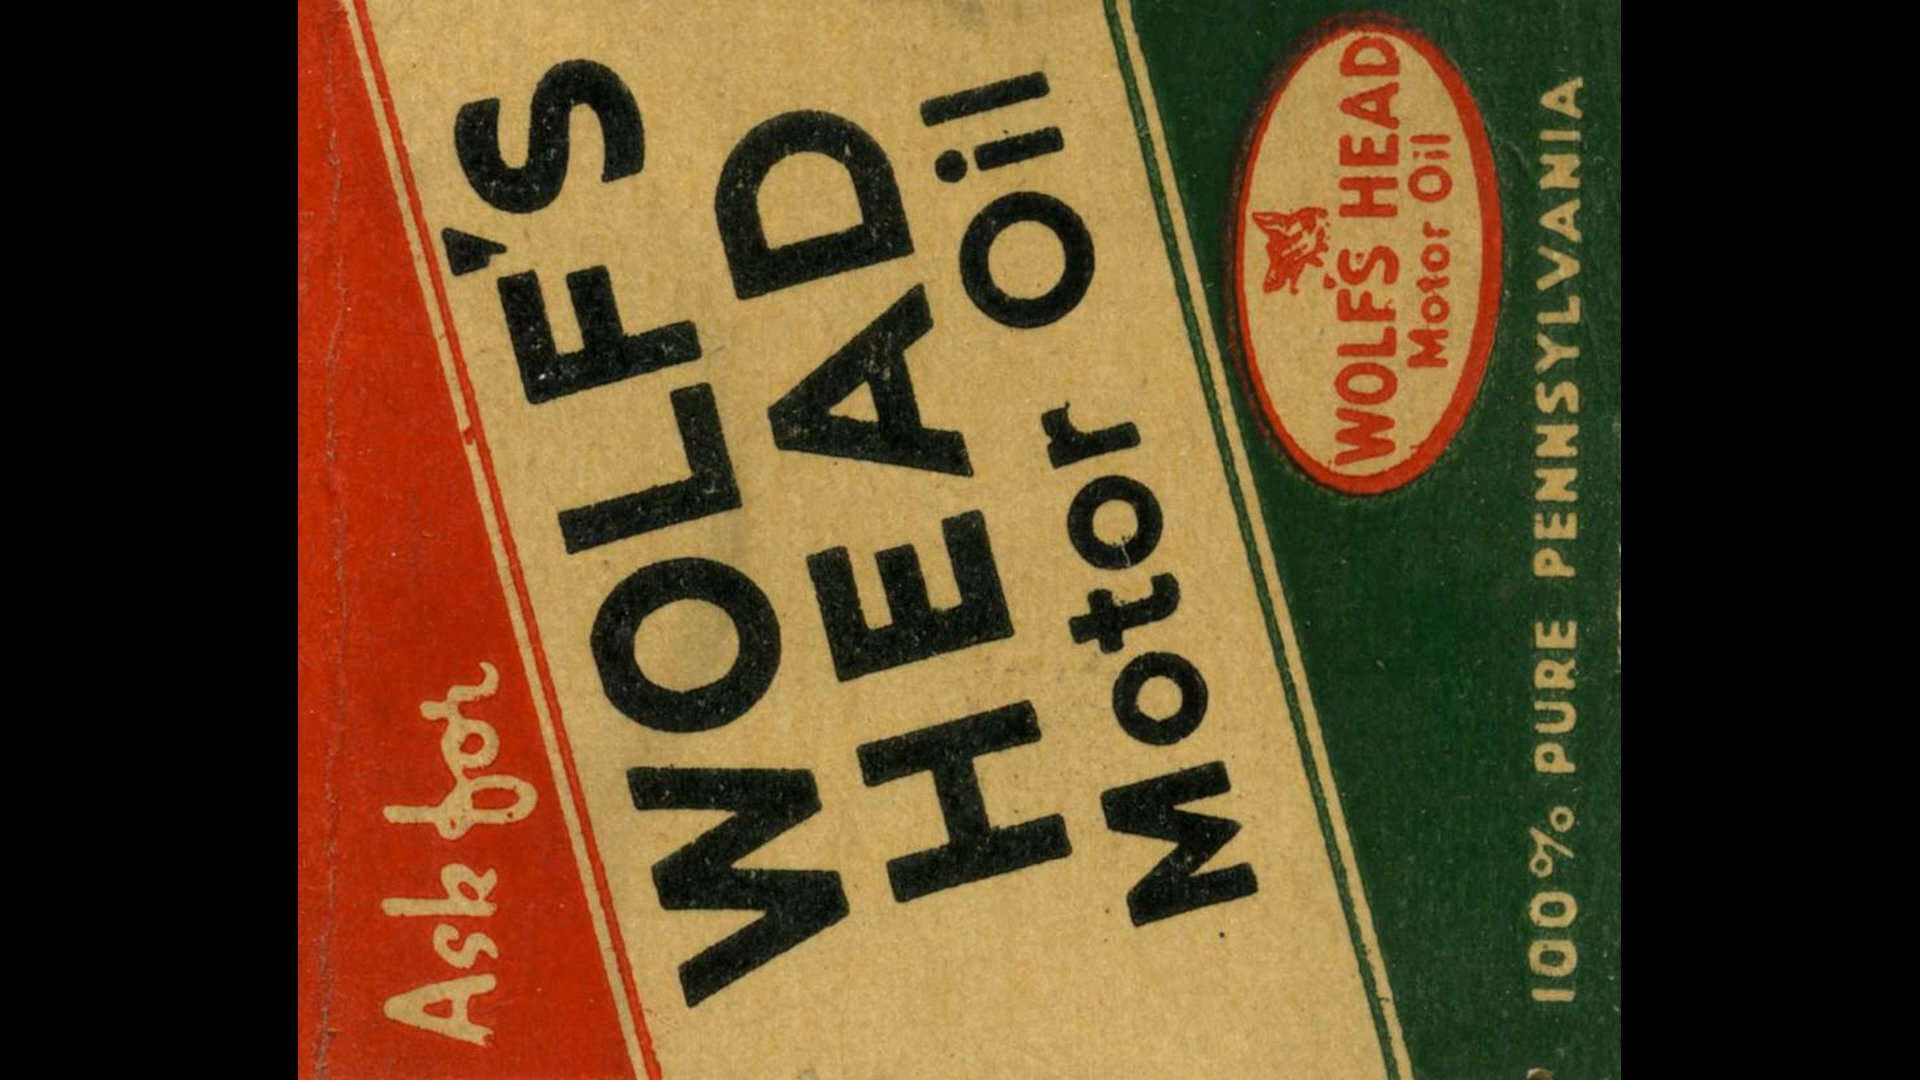 Ask for
WOLF'S
HEAD
Motor Oil
WOLF'S HEAD
Motor Oil
100% PURE PENNSYLVANIA